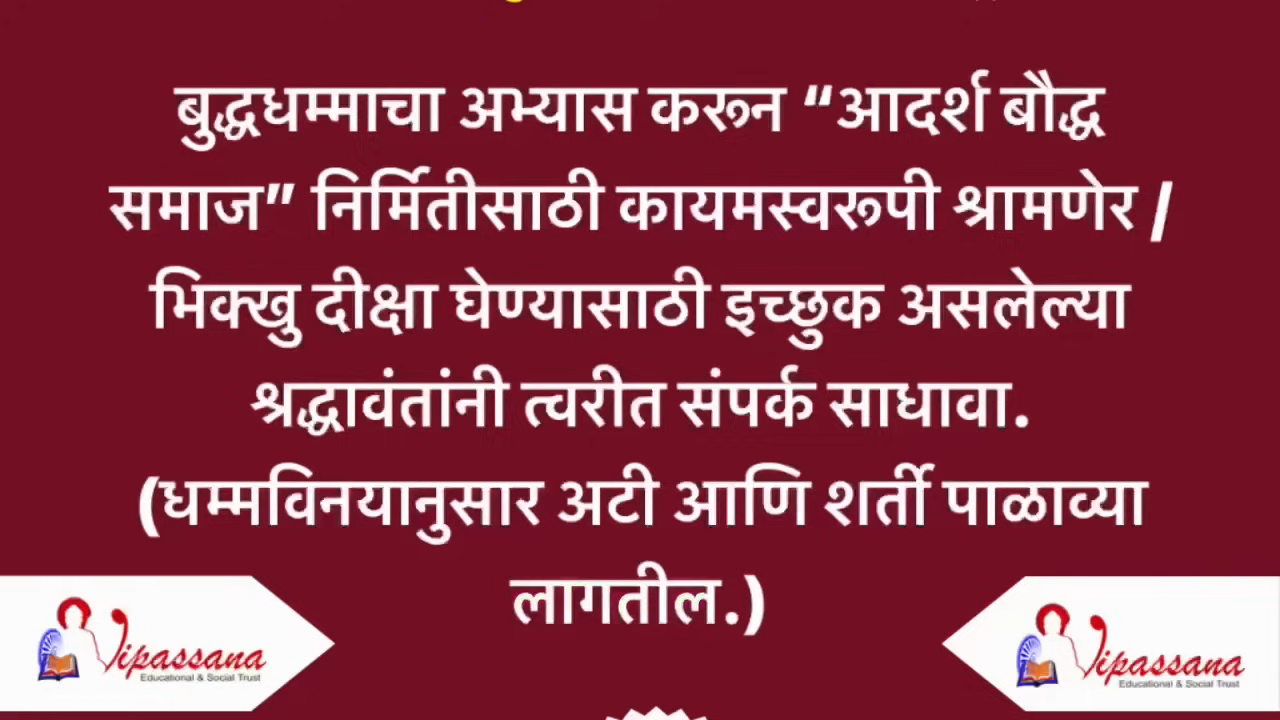 बुद्धधम्माचा अभ्यास करून “आदर्श बौद्ध
समाज” निर्मितीसाठी कायमस्वरूपी श्रामणेर /
भिक्खु दीक्षा घेण्यासाठी इच्छुक असलेल्या
श्रद्धावंतांनी त्वरीत संपर्क साधावा.
(धम्मविनयानुसार अटी आणि शर्ती पाळाव्या
लागतील.)
Vipassana
Educational & Social Trust
Vipassana
Educational & Social Trust